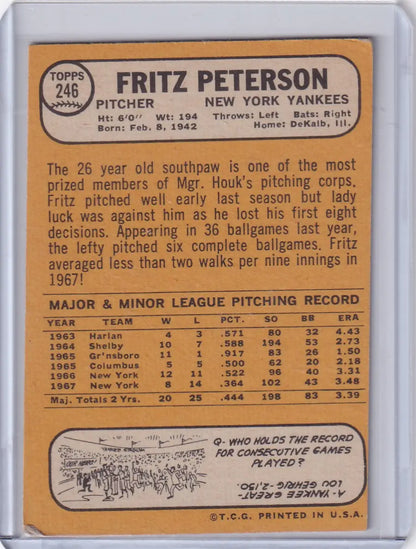 TOPPS
246
FRITZ PETERSON
PITCHER NEW YORK YANKEES
Ht: 6'0" Wt: 194 Throws: Left Bats: Right
Born: Feb. 8, 1942 Home: DeKalb, Ill.
The 26 year old southpaw is one of the most
prized members of Mgr. Houk's pitching corps.
Fritz pitched well early last season but lady
luck was against him as he lost his first eight
decisions. Appearing in 36 ballgames last year,
the lefty pitched six complete ballgames. Fritz
averaged less than two walks per nine innings in
1967!
MAJOR & MINOR LEAGUE PITCHING RECORD
YEAR TEAM W L PCT. SO BB ERA
1963 Harlan 4 3 .571 80 32 4.43
1964 Shelby 10 7 .588 194 53 2.73
1965 Gr'nsboro 11 1 .917 83 26 1.50
1965 Columbus 5 5 .500 62 20 2.18
1966 New York 12 11 .522 96 40 3.31
1967 New York 8 14 .364 102 43 3.48
Maj. Totals 2 Yrs. 20 25 .444 198 83 3.39
YANKEE STADIUM
Q- WHO HOLDS THE RECORD
FOR CONSECUTIVE GAMES
PLAYED?
A- YANKEE GREAT-
LOU GEHRIG-2,130.
©T.C.G. PRINTED IN U.S.A.